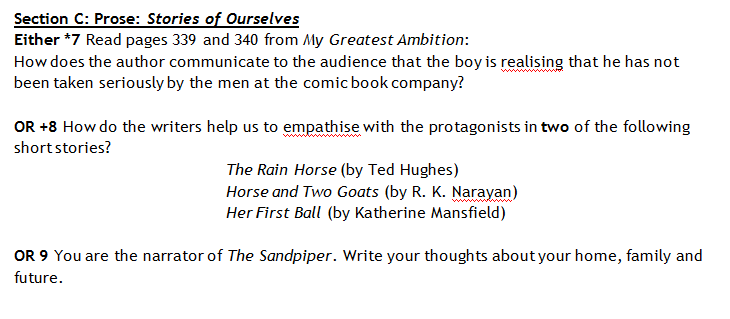 Section C: Prose: Stories of Ourselves
Either *7 Read pages 339 and 340 from My Greatest Ambition:
How does the author communicate to the audience that the boy is realising that he has not
been taken seriously by the men at the comic book company?
OR +8 How do the writers help us to empathise with the protagonists in two of the following
short stories?
The Rain Horse (by Ted Hughes)
Horse and Two Goats (by R. K. Narayan)
Her First Ball (by Katherine Mansfield)
OR 9 You are the narrator of The Sandpiper. Write your thoughts about your home, family and
future.